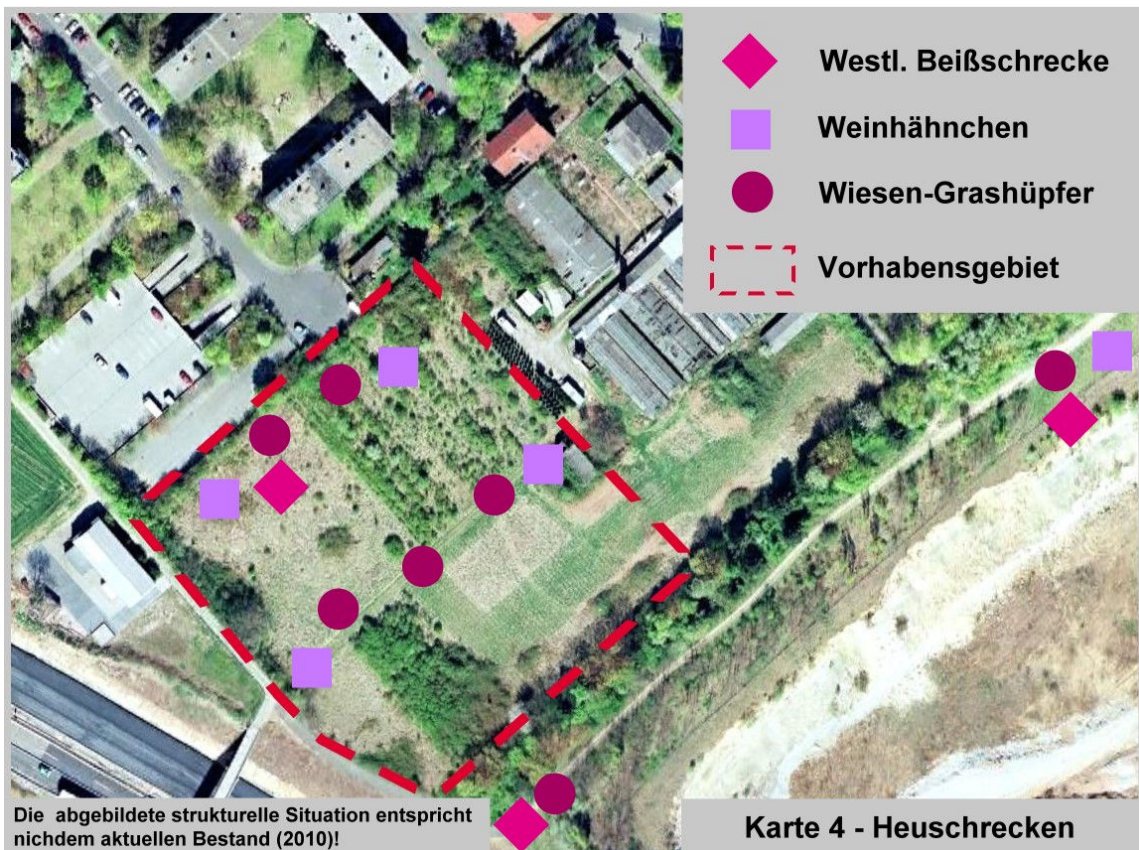 Westl. Beißschrecke
Weinhähnchen
Wiesen-Grashüpfer
Vorhabensgebiet
Die abgebildete strukturelle Situation entspricht
nichdem aktuellen Bestand (2010)!
Karte 4 - Heuschrecken